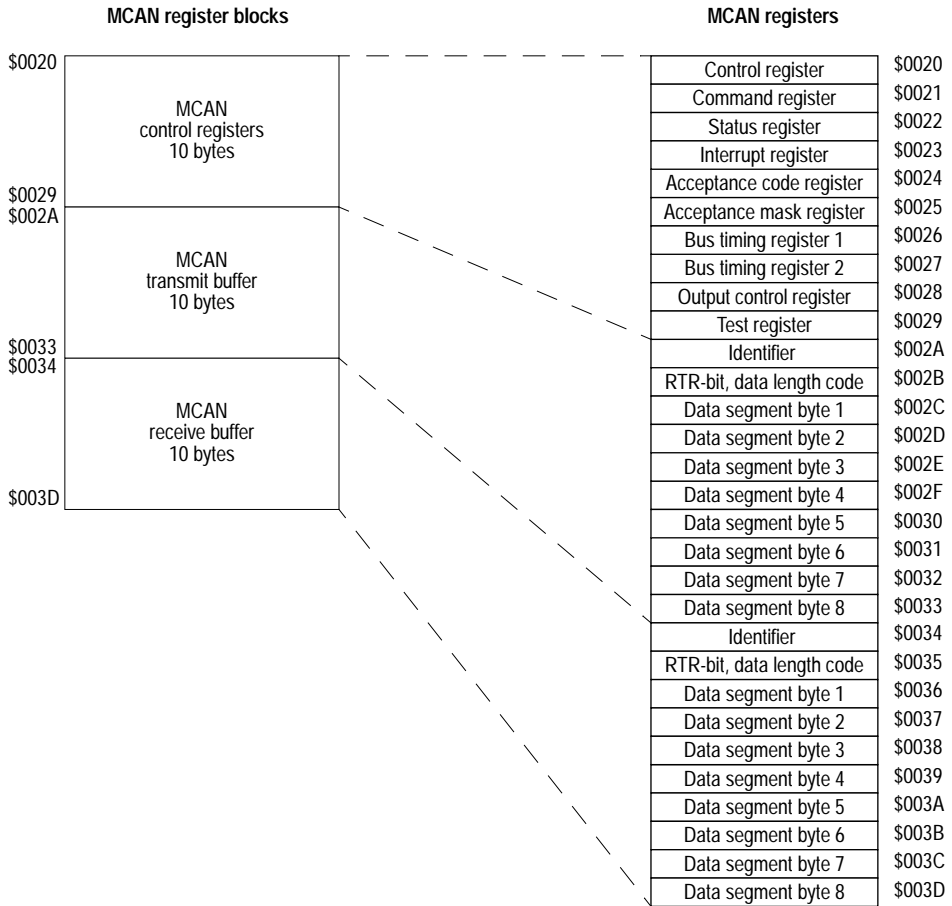 MCAN register blocks
$0020
MCAN
control registers
10 bytes
$0029
$002A
MCAN
transmit buffer
10 bytes
$0033
$0034
MCAN
receive buffer
10 bytes
$003D
MCAN registers
Control register $0020
Command register $0021
Status register $0022
Interrupt register $0023
Acceptance code register $0024
Acceptance mask register $0025
Bus timing register 1 $0026
Bus timing register 2 $0027
Output control register $0028
Test register $0029
Identifier $002A
RTR-bit, data length code $002B
Data segment byte 1 $002C
Data segment byte 2 $002D
Data segment byte 3 $002E
Data segment byte 4 $002F
Data segment byte 5 $0030
Data segment byte 6 $0031
Data segment byte 7 $0032
Data segment byte 8 $0033
Identifier $0034
RTR-bit, data length code $0035
Data segment byte 1 $0036
Data segment byte 2 $0037
Data segment byte 3 $0038
Data segment byte 4 $0039
Data segment byte 5 $003A
Data segment byte 6 $003B
Data segment byte 7 $003C
Data segment byte 8 $003D